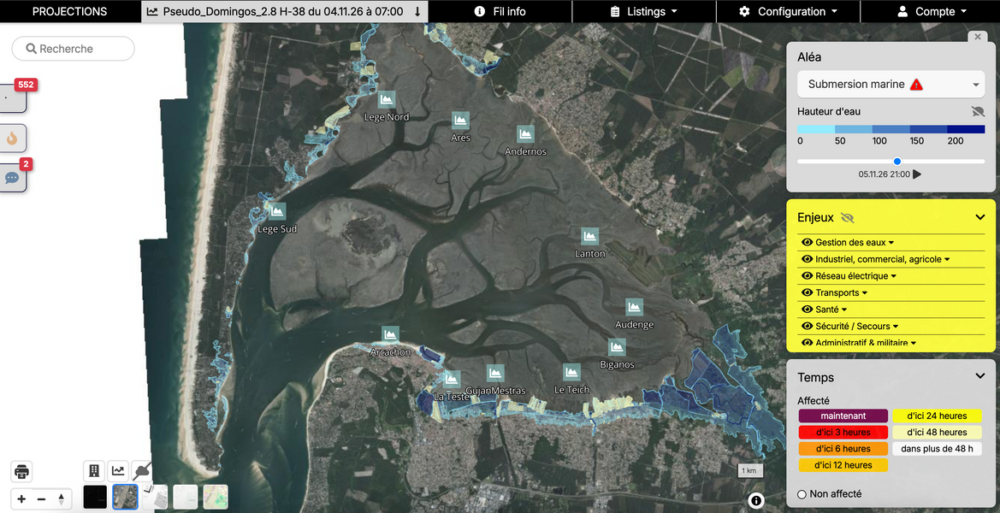 PROJECTIONS
Pseudo_Domingos_2.8 H-38 du 04.11.26 à 07:00
Fil info
Listings
Configuration
Compte
Recherche
552
2
Lege Nord
Ares
Andernos
Lege Sud
Lanton
Audenge
Arcachon
Biganos
La Teste
GujanMestras
Le Teich
1 km
Aléa
Submersion marine
Hauteur d'eau
0 50 100 150 200
05.11.26 21:00
Enjeux
Gestion des eaux
Industriel, commercial, agricole
Réseau électrique
Transports
Santé
Sécurité / Secours
Administratif & militaire
Temps
Affecté
maintenant
d'ici 24 heures
d'ici 3 heures
d'ici 48 heures
d'ici 6 heures
dans plus de 48 h
d'ici 12 heures
Non affecté